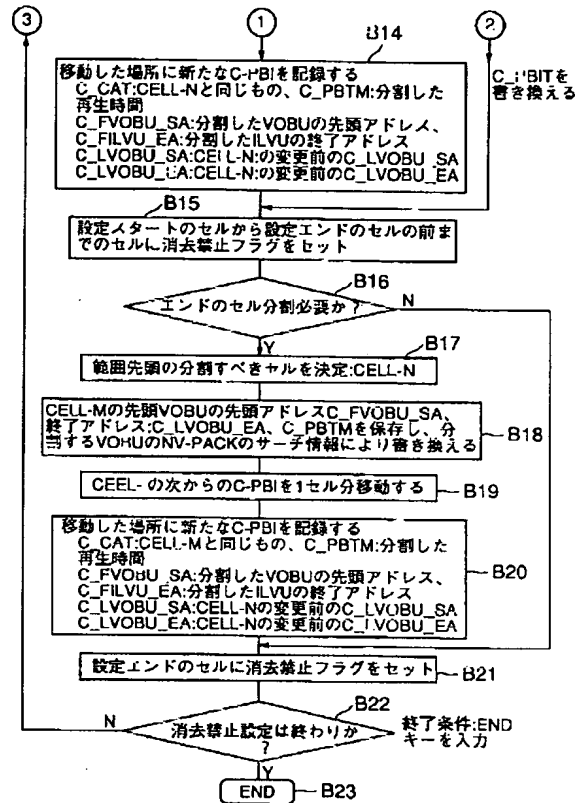 3
1
2
B14
移動した場所に新たなC-PBIを記録する
C_CAT:CELL-Nと同じもの、C_PBTM:分割した
再生時間
C_FVOBU_SA:分割したVOBUの先頭アドレス、
C_FILVU_EA:分割したILVUの終了アドレス
C_LVOBU_SA:CELL-Nの変更前のC_LVOBU_SA
C_LVOBU_EA:CELL-Nの変更前のC_LVOBU_EA
書き換える
B15
設定スタートのセルから設定エンドのセルの前ま
でのセルに消去禁止フラグをセット
B16
エンドのセル分割必要か?
N
Y
B17
範囲先頭の分割すべきセルを決定:CELL-N
CELL-Mの先頭VOBUの先頭アドレスC_FVOBU_SA、
終了アドレス:C_LVOBU_EA、C_PBTMを保存し、分
割するVOBUのNV-PACKのサーチ情報により書き換える
B18
CEEL-の次からのC-PBIを1セル分移動する
B19
移動した場所に新たなC-PBIを記録する
C_CAT:CELL-Mと同じもの、C_PBTM:分割した
再生時間
C_FVOBU_SA:分割したVOBUの先頭アドレス、
C_FILVU_EA:分割したILVUの終了アドレス
C_LVOBU_SA:CELL-Nの変更前のC_LVOBU_SA
C_LVOBU_EA:CELL-Nの変更前のC_LVOBU_EA
B20
設定エンドのセルに消去禁止フラグをセット
B21
B22
N
消去禁止設定は終わりか
?
終了条件:END
キーを入力
Y
END
B23